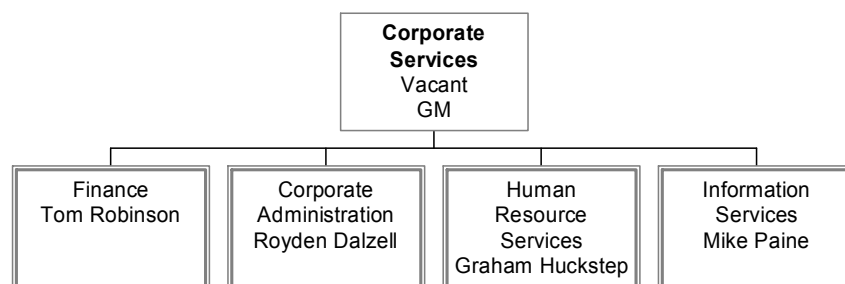 Corporate
Services
Vacant
GM
Finance
Tom Robinson
Corporate
Administration
Royden Dalzell
Human
Resource
Services
Graham Huckstep
Information
Services
Mike Paine